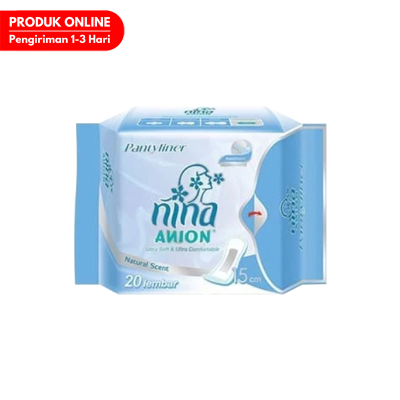 PRODUK ONLINE
Pengiriman 1-3 Hari
Pantyliner
nina
ANION®
Ultra Soft & Ultra Comfortable
Natural Scent
20 lembar
15 cm